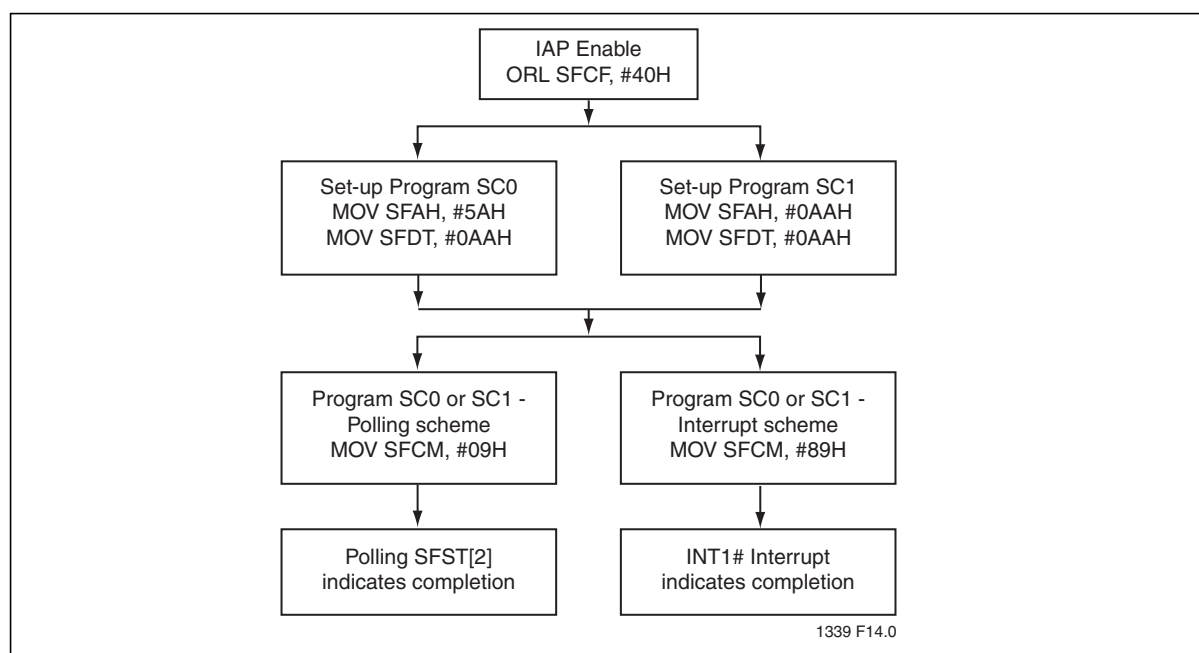 IAP Enable
ORL SFCF, #40H
Set-up Program SC0
MOV SFAH, #5AH
MOV SFDT, #0AAH
Set-up Program SC1
MOV SFAH, #0AAH
MOV SFDT, #0AAH
Program SC0 or SC1 -
Polling scheme
MOV SFCM, #09H
Program SC0 or SC1 -
Interrupt scheme
MOV SFCM, #89H
Polling SFST[2]
indicates completion
INT1# Interrupt
indicates completion
1339 F14.0